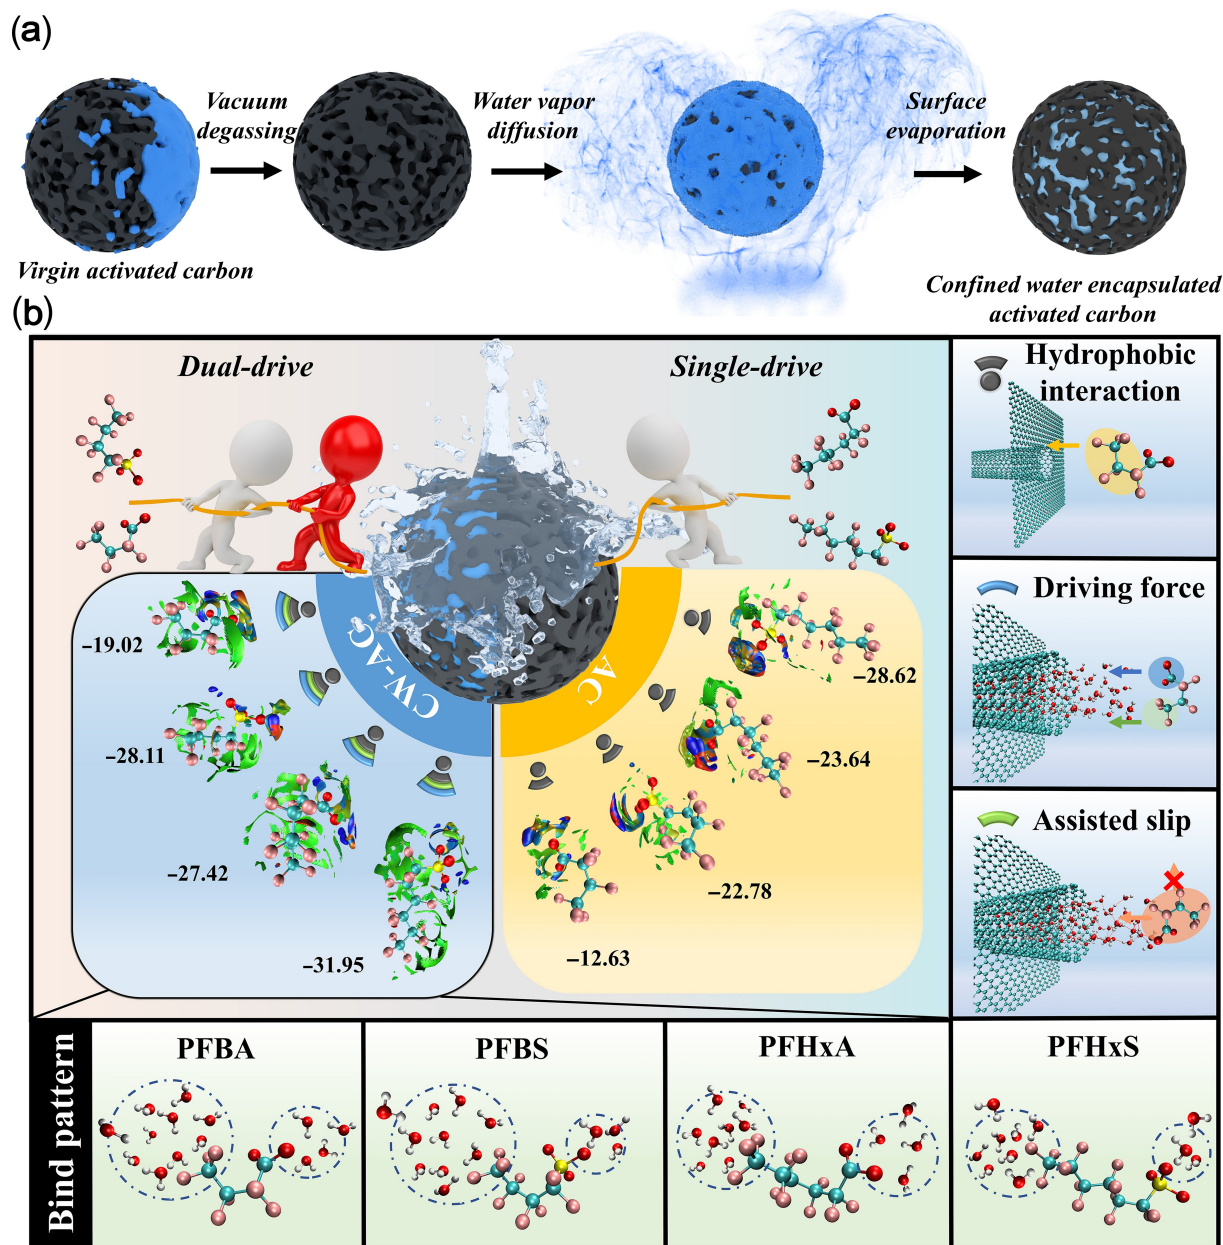 (a)
Vacuum
degassing
Water vapor
diffusion
Surface
evaporation
Virgin activated carbon
Confined water encapsulated
activated carbon
(b)
Dual-drive
Single-drive
Hydrophobic
interaction
Driving force
Assisted slip
CW-AC
AC
−19.02
−28.11
−27.42
−31.95
−28.62
−23.64
−22.78
−12.63
Bind pattern
PFBA
PFBS
PFHxA
PFHxS